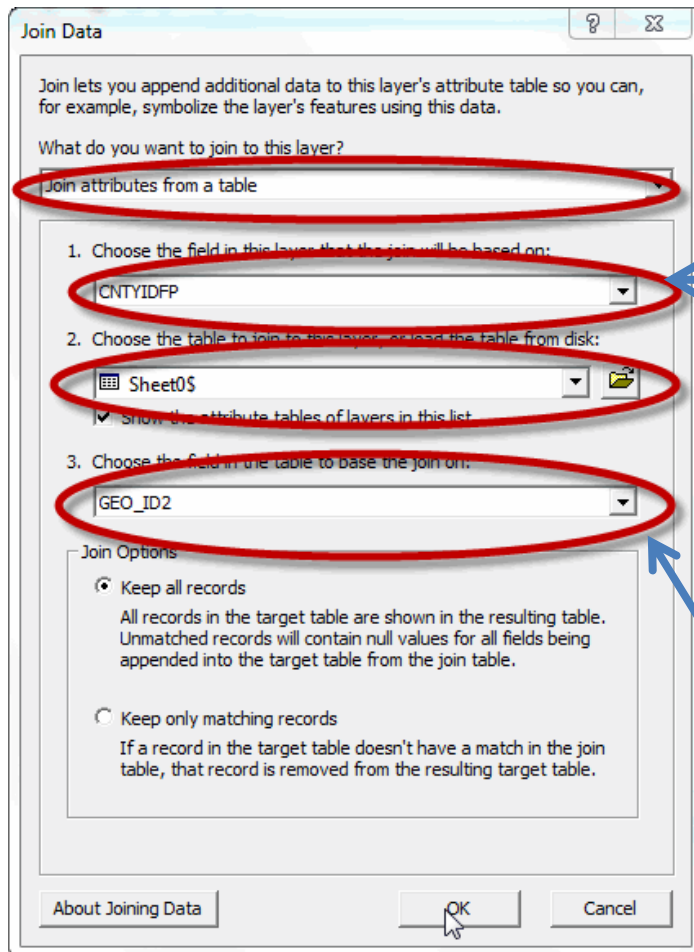 Join Data
Join lets you append additional data to this layer's attribute table so you can,
for example, symbolize the layer's features using this data.
What do you want to join to this layer?
Join attributes from a table
1. Choose the field in this layer that the join will be based on:
CNTYIDFP
2. Choose the table to join to this layer, or load the table from disk:
Sheet0$
Show the attribute tables of layers in this list
3. Choose the field in the table to base the join on:
GEO_ID2
Join Options
Keep all records
All records in the target table are shown in the resulting table.
Unmatched records will contain null values for all fields being
appended into the target table from the join table.
Keep only matching records
If a record in the target table doesn't have a match in the join
table, that record is removed from the resulting target table.
About Joining Data
OK
Cancel